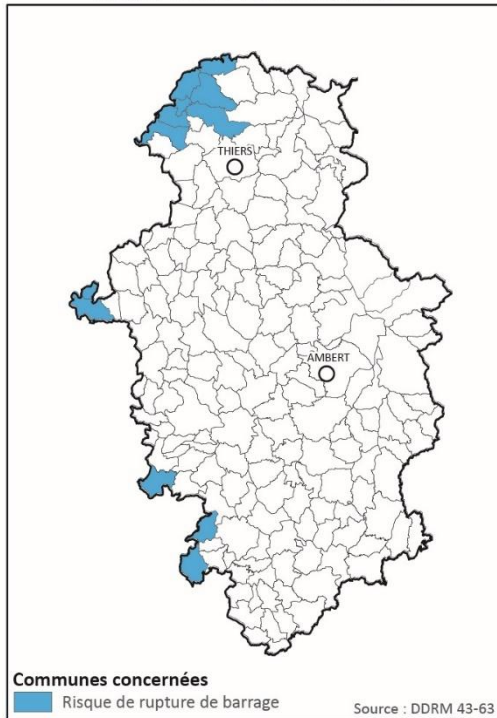 THIERS
AMBERT
Communes concernées
Risque de rupture de barrage
Source : DDRM 43-63